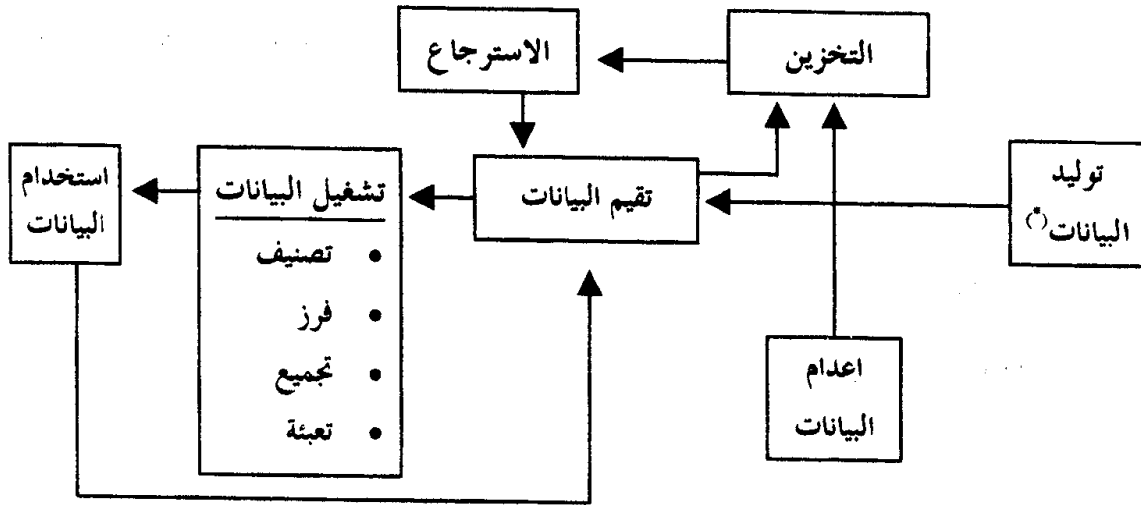 التخزين
الاسترجاع
توليد
البيانات (*)
تقيم البيانات
تشغيل البيانات
• تصنيف
• فرز
• تجميع
• تعبئة
استخدام
البيانات
اعدام
البيانات